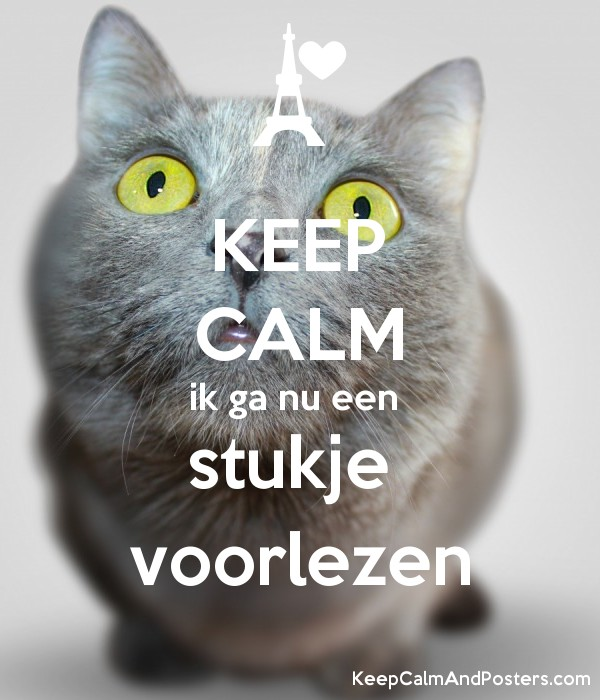 KEEP
CALM
ik ga nu een
stukje
voorlezen
KeepCalmAndPosters.com